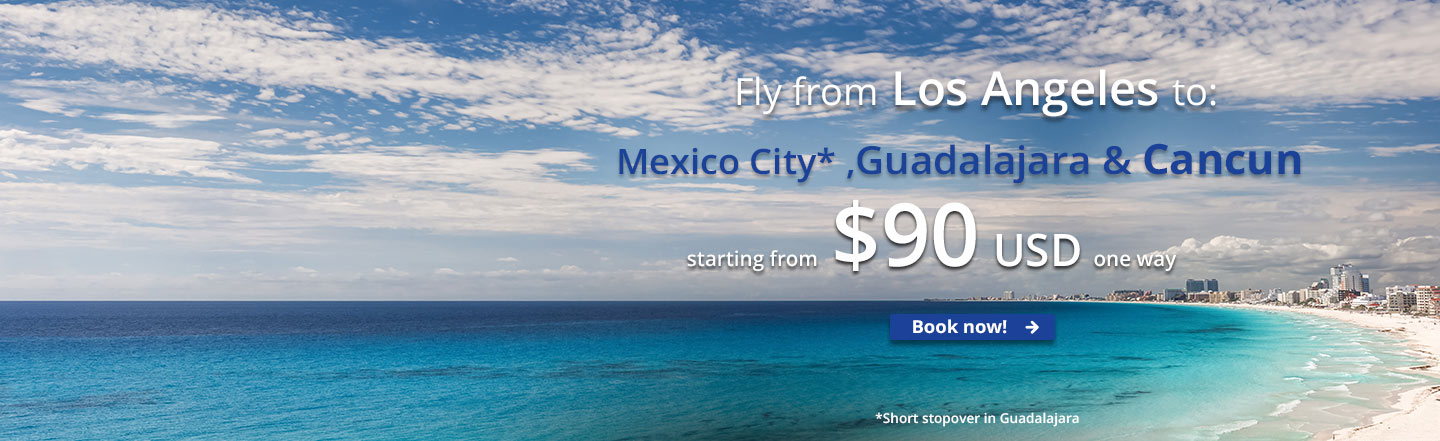 Fly from Los Angeles to:
Mexico City* ,Guadalajara & Cancun
starting from $90 USD one way
Book now!
*Short stopover in Guadalajara